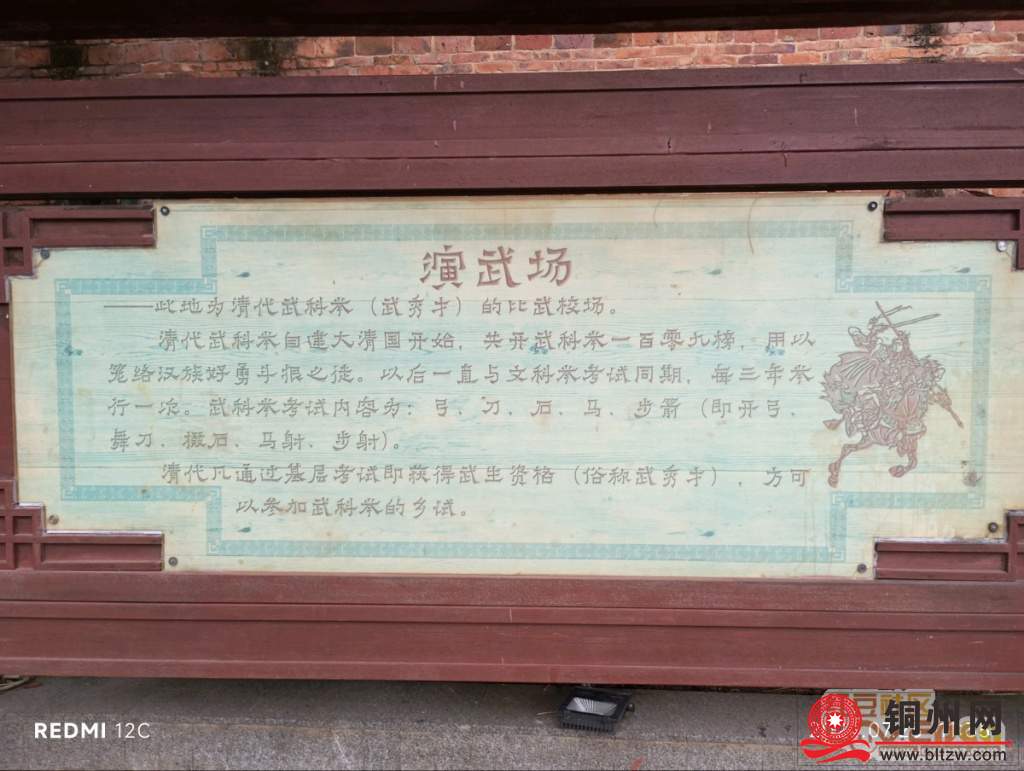 演武场
——此地为清代武科举（武秀才）的比武校场。
清代武科举自建大清国开始，共开武科举一百零九榜，用以
笼络汉族好勇斗狠之徒。以后一直与文科举考试同期，每三年举
行一次。武科举考试内容为：弓、刀、石、马、步箭（即开弓、
舞刀、掇石、马射、步射）。
清代凡通过基层考试即获得武生资格（俗称武秀才），方可
以参加武科举的乡试。
REDMI 12C
铜州网
www.bltzw.com